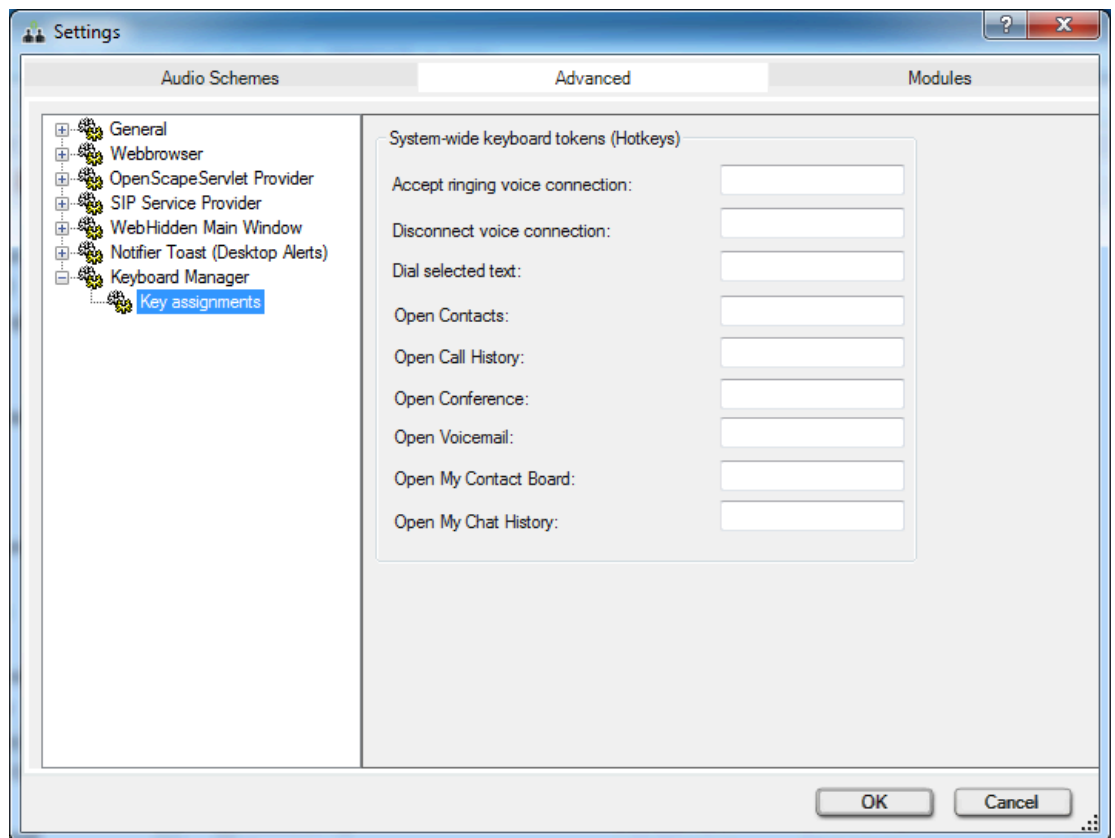 Settings
Audio Schemes
Advanced
Modules
General
Webbrowser
OpenScapeServlet Provider
SIP Service Provider
WebHidden Main Window
Notifier Toast (Desktop Alerts)
Keyboard Manager
Key assignments
System-wide keyboard tokens (Hotkeys)
Accept ringing voice connection:
Disconnect voice connection:
Dial selected text:
Open Contacts:
Open Call History:
Open Conference:
Open Voicemail:
Open My Contact Board:
Open My Chat History:
OK
Cancel